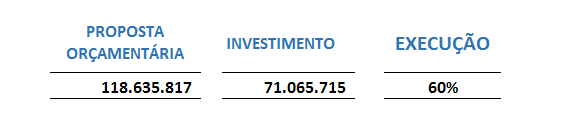 PROPOSTA
ORÇAMENTÁRIA
INVESTIMENTO
EXECUÇÃO
118.635.817
71.065.715
60%